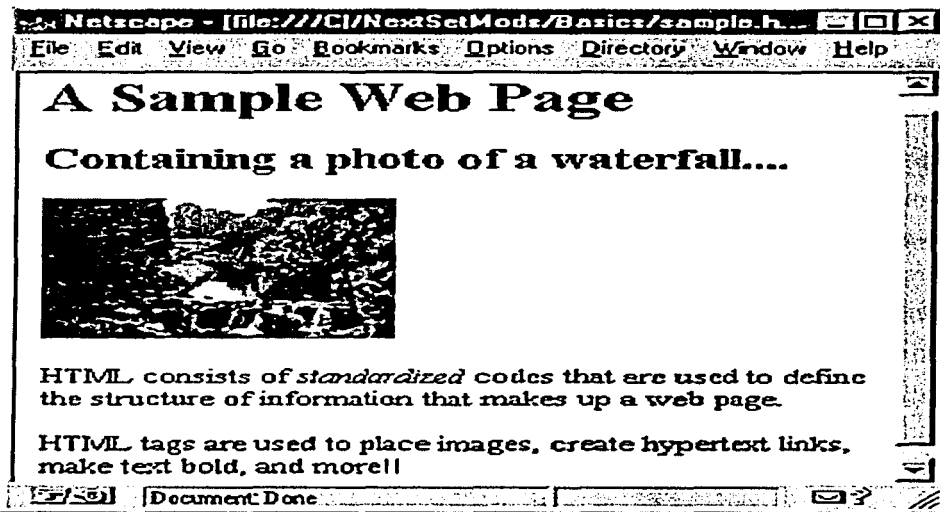 Netscape - [file:///C|/NextSetMods/Basics/sample.h...
File Edit View Go Bookmarks Options Directory Window Help
A Sample Web Page
Containing a photo of a waterfall....
HTML consists of standardized codes that are used to define
the structure of information that makes up a web page.
HTML tags are used to place images, create hypertext links,
make text bold, and more!!
Document: Done